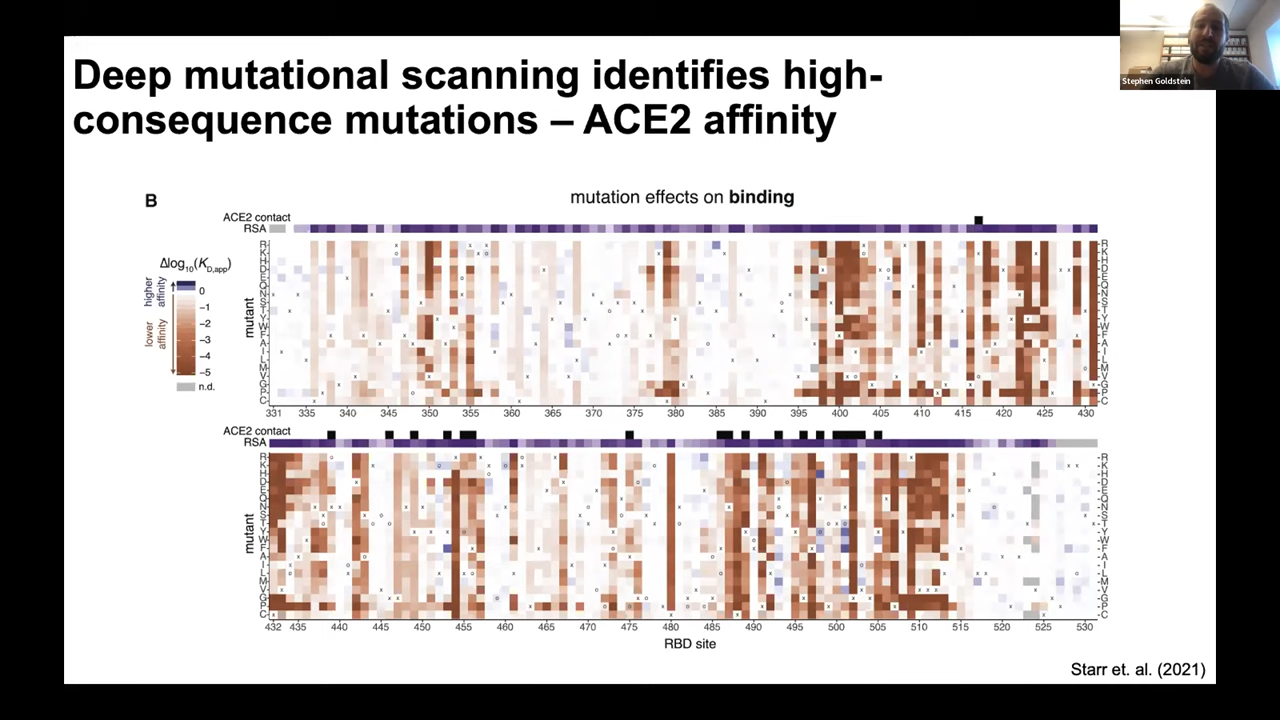 Stephen Goldstein
Deep mutational scanning identifies high-
consequence mutations – ACE2 affinity
B
mutation effects on binding
ACE2 contact
RSA
Δlog10(KD,app)
higher affinity
lower affinity
0
-1
-2
-3
-4
-5
n.d.
mutant
R
K
H
D
E
Q
N
S
T
Y
W
F
A
I
L
M
V
G
P
C
331 335 340 345 350 355 360 365 370 375 380 385 390 395 400 405 410 415 420 425 430
ACE2 contact
RSA
mutant
R
K
H
D
E
Q
N
S
T
Y
W
F
A
I
L
M
V
G
P
C
432 435 440 445 450 455 460 465 470 475 480 485 490 495 500 505 510 515 520 525 530
RBD site
Starr et. al. (2021)